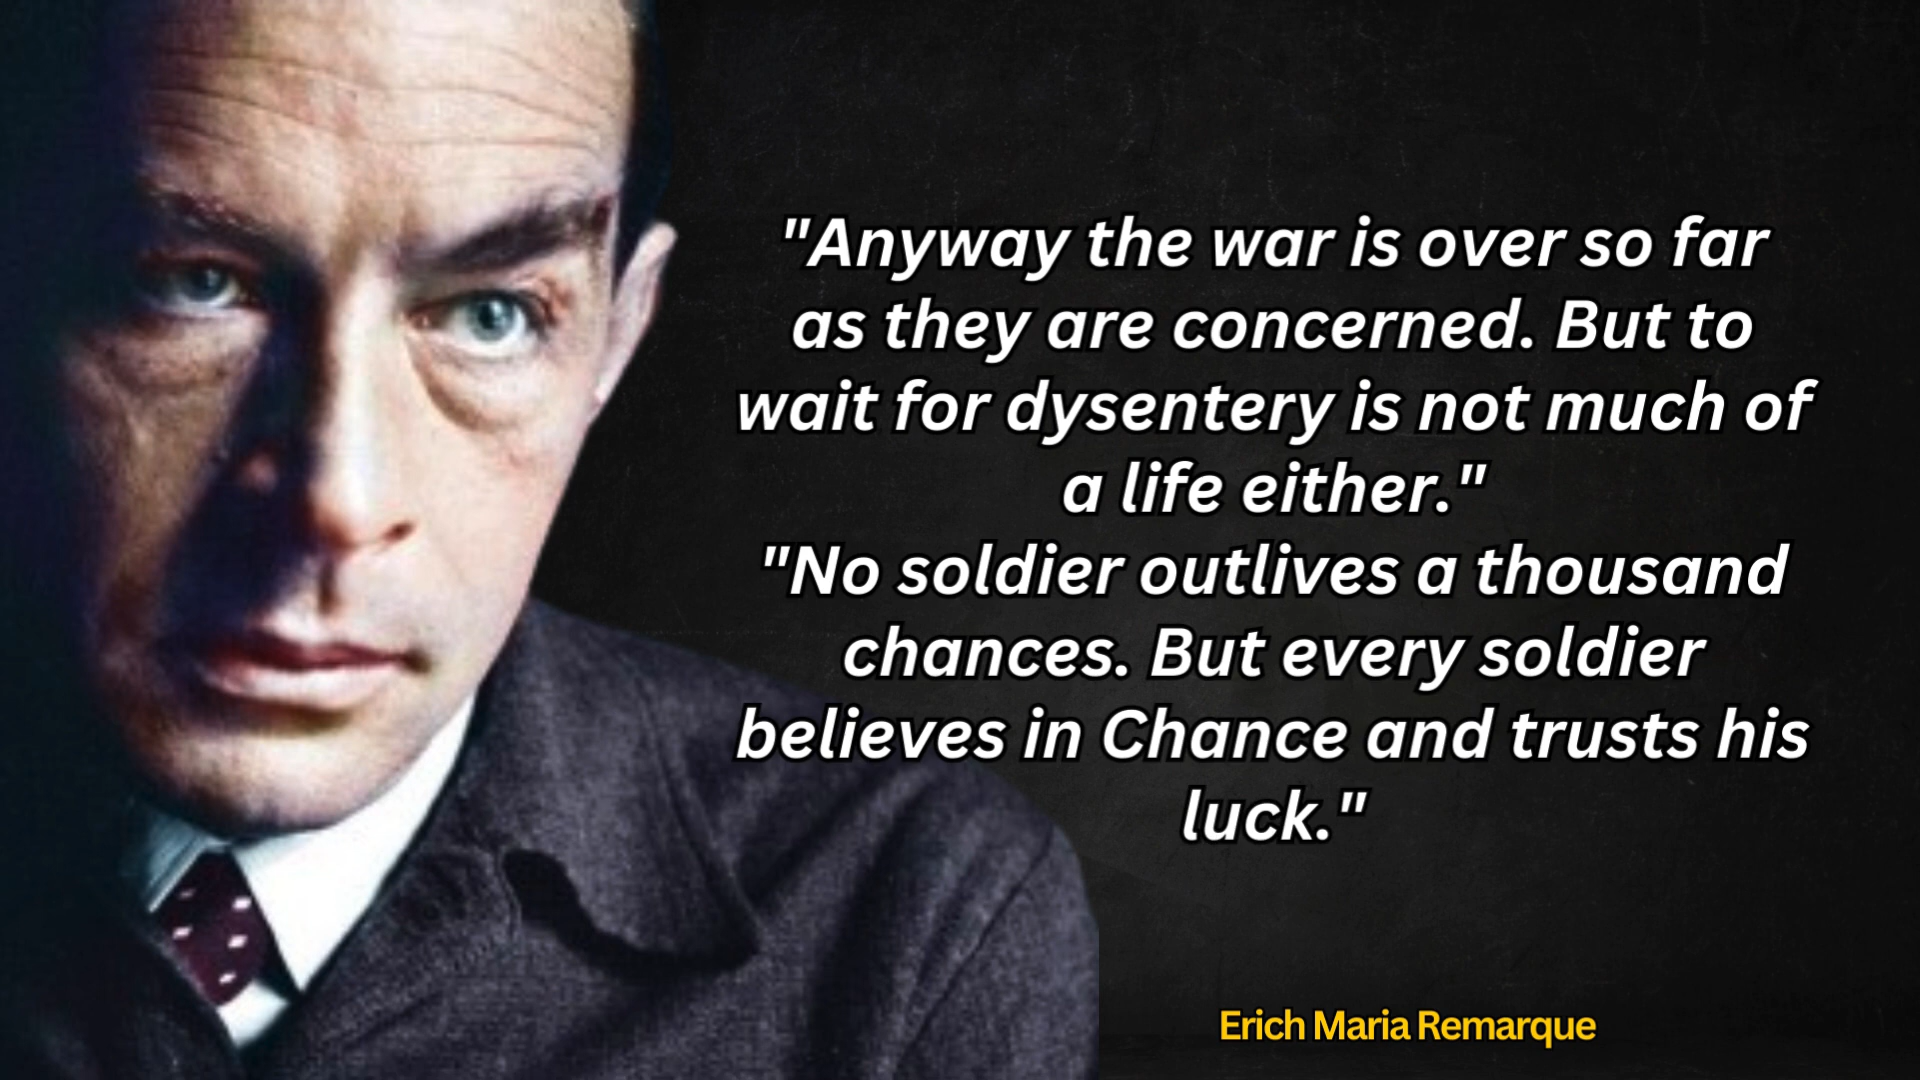 "Anyway the war is over so far
as they are concerned. But to
wait for dysentery is not much of
a life either."
"No soldier outlives a thousand
chances. But every soldier
believes in Chance and trusts his
luck."
Erich Maria Remarque